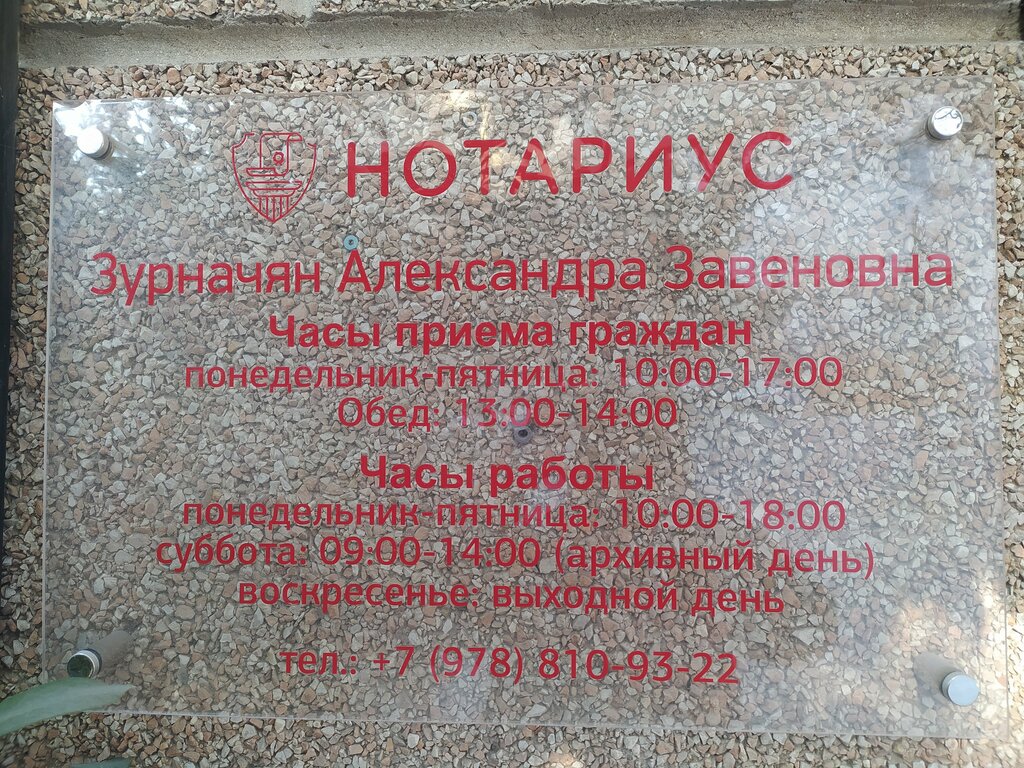 НОТАРИУС
Зурначян Александра Завеновна
Часы приема граждан
понедельник-пятница: 10:00-17:00
Обед: 13:00-14:00
Часы работы
понедельник-пятница: 10:00-18:00
суббота: 09:00-14:00 (архивный день)
воскресенье: выходной день
тел.: +7 (978) 810-93-22